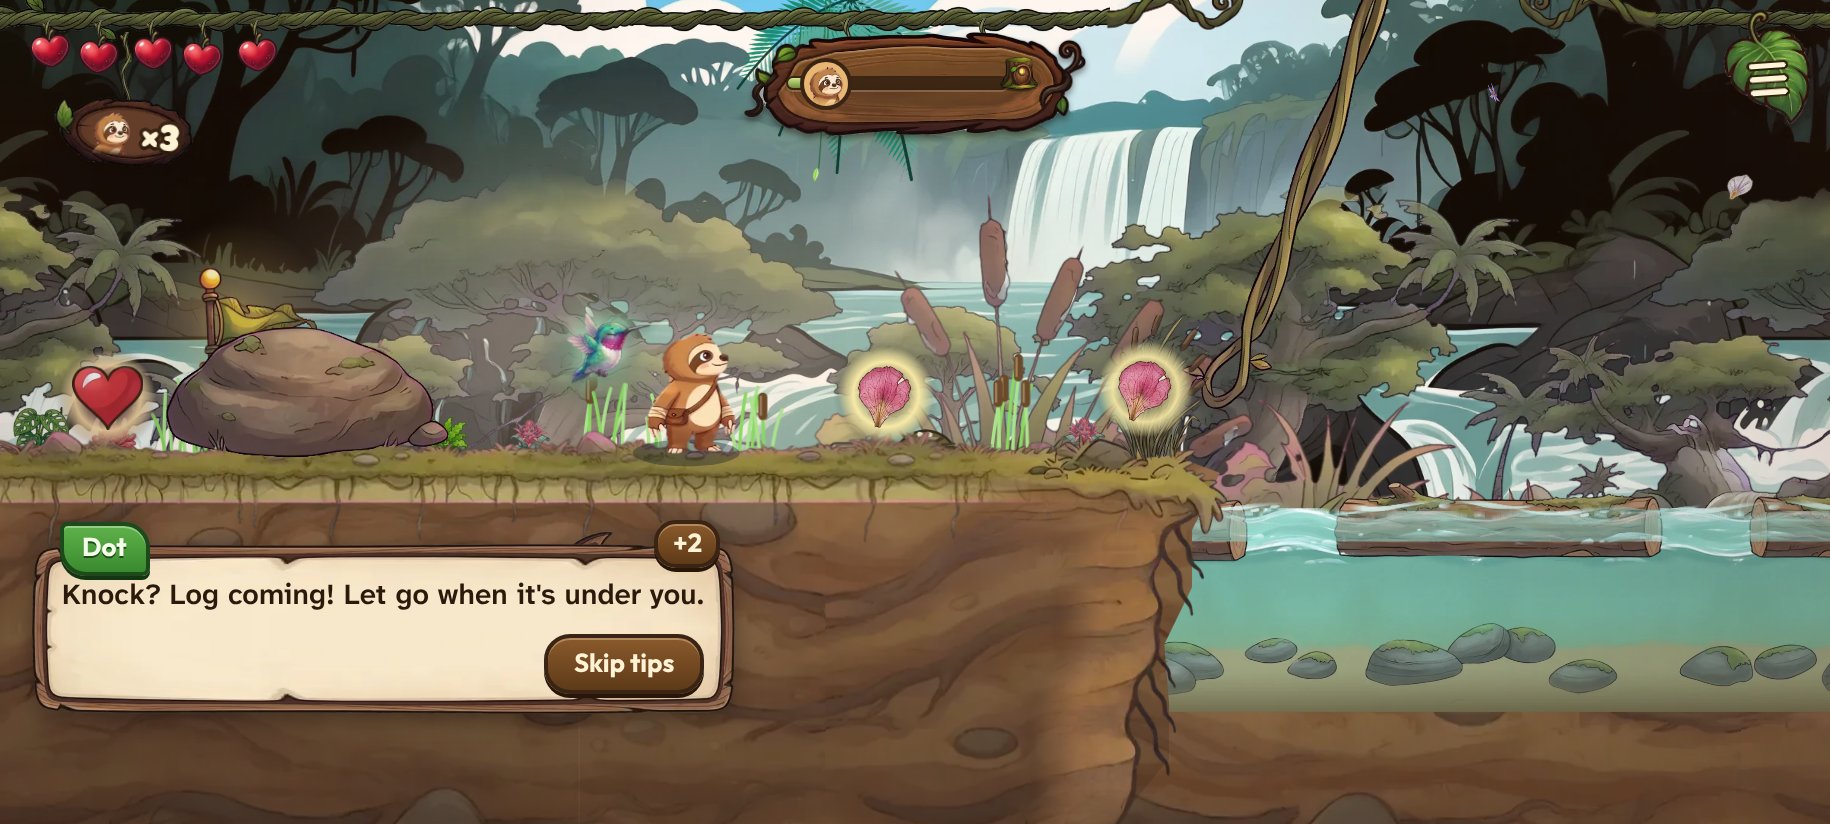 ×3
Dot
+2
Knock? Log coming! Let go when it's under you.
Skip tips